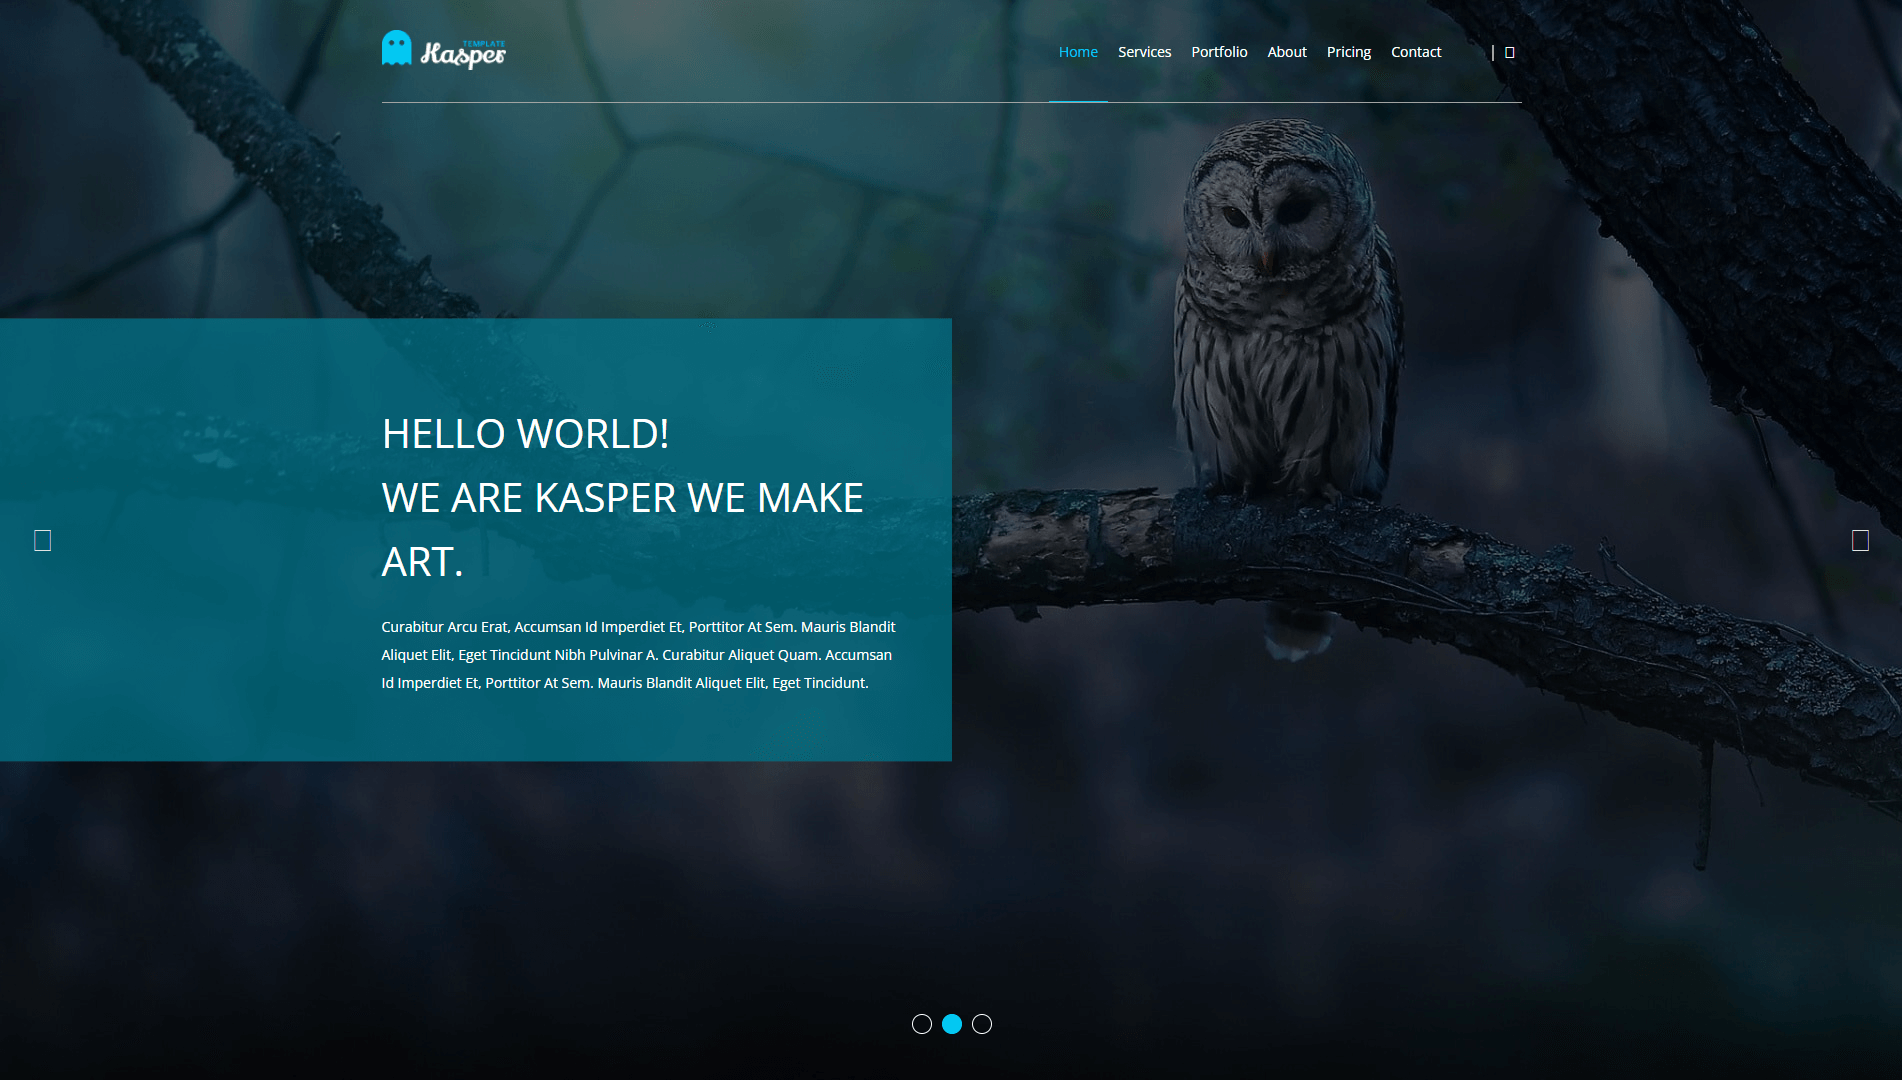 TEMPLATE
Kasper
Home Services Portfolio About Pricing Contact |
HELLO WORLD!
WE ARE KASPER WE MAKE
ART.
Curabitur Arcu Erat, Accumsan Id Imperdiet Et, Porttitor At Sem. Mauris Blandit
Aliquet Elit, Eget Tincidunt Nibh Pulvinar A. Curabitur Aliquet Quam. Accumsan
Id Imperdiet Et, Porttitor At Sem. Mauris Blandit Aliquet Elit, Eget Tincidunt.